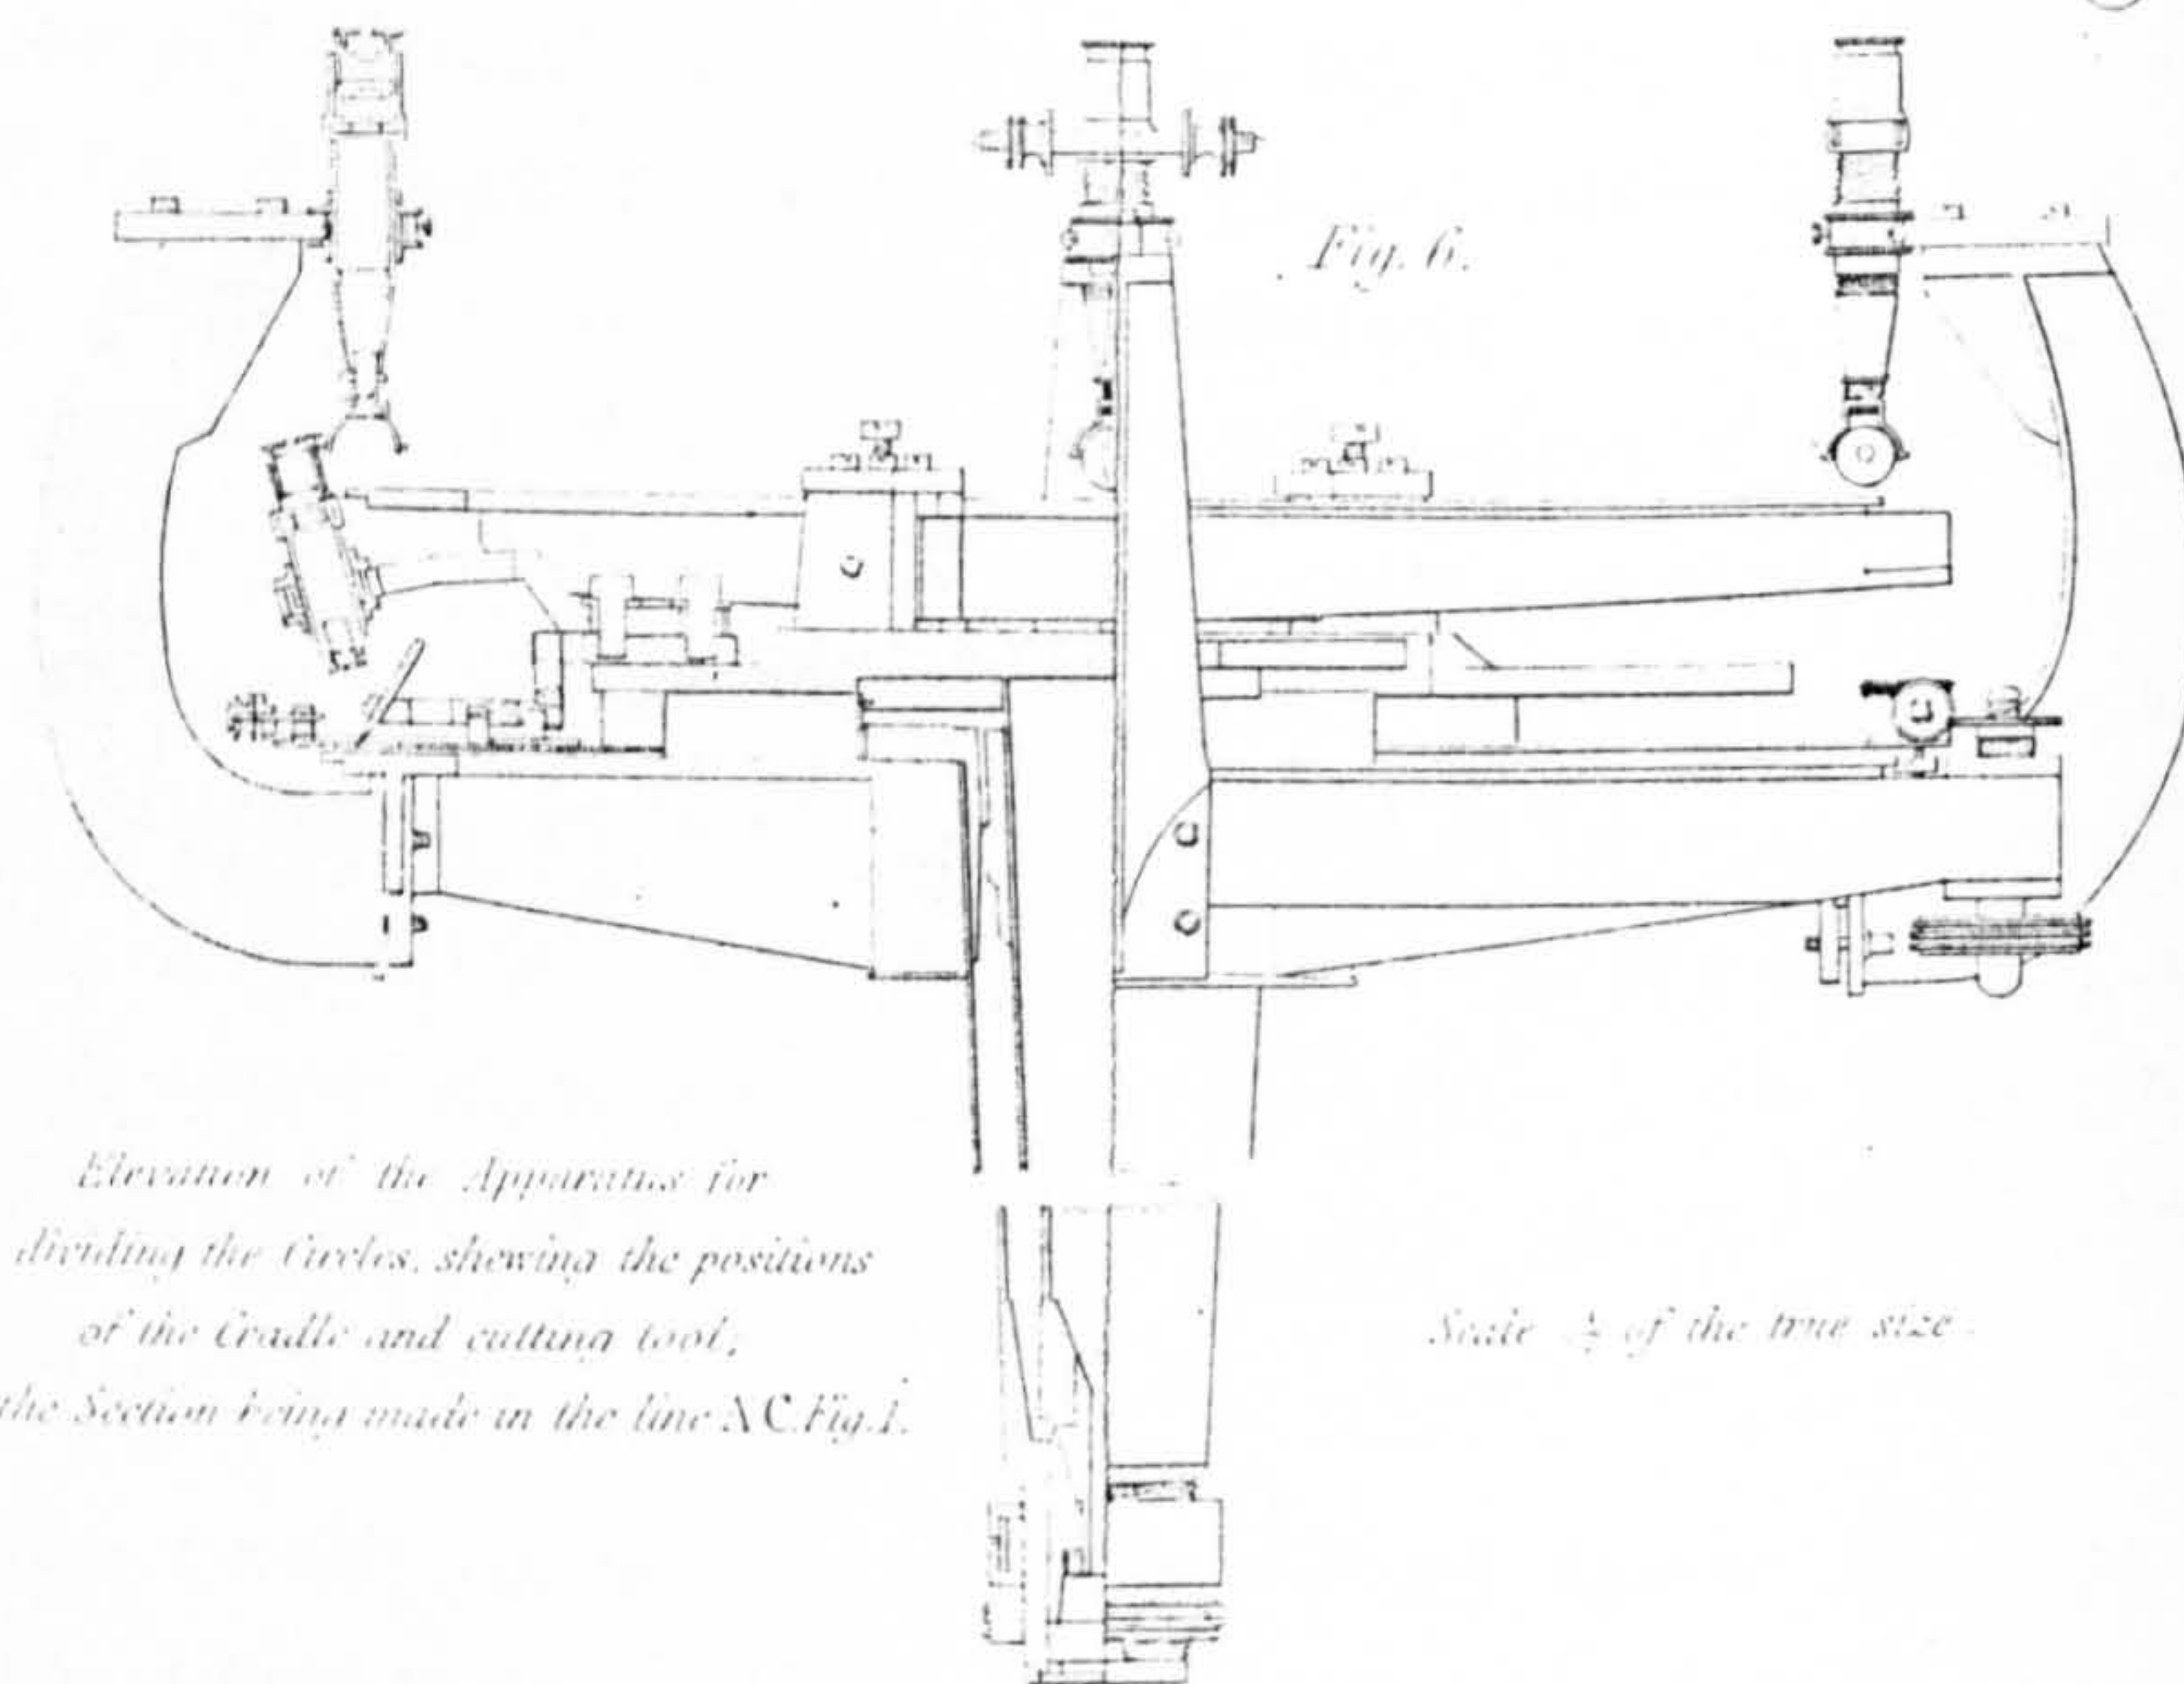 Fig. 6.
Elevation of the Apparatus for
dividing the Circles, shewing the positions
of the Cradle and cutting tool;
the Section being made in the line C. Fig. 1.
Scale of the true size.